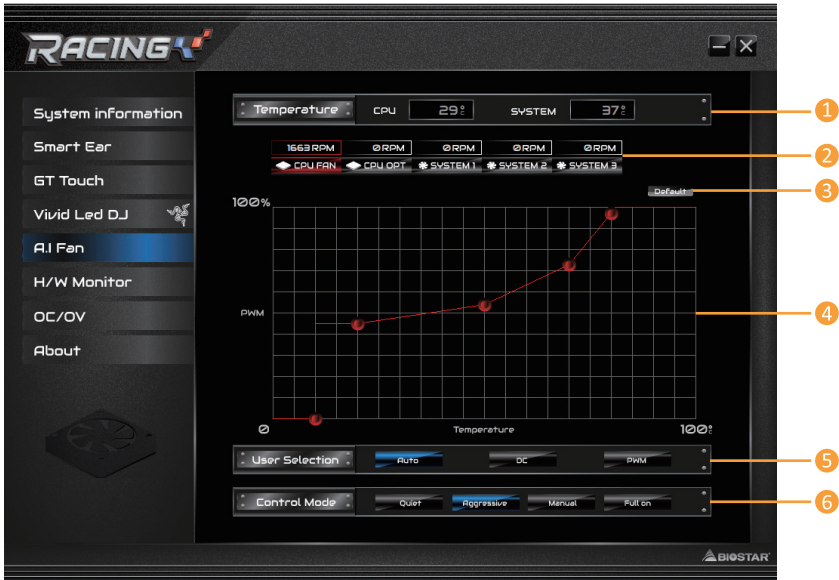 RACING
System information
Smart Ear
GT Touch
Vivid Led DJ
A.I Fan
H/W Monitor
OC/OV
About
Temperature CPU 29℃ SYSTEM 37℃ 1
1663 RPM 0 RPM 0 RPM 0 RPM 0 RPM 2
CPU FAN CPU OPT SYSTEM 1 SYSTEM 2 SYSTEM 3
Default 3
100%
PWM 4
0 Temperature 100℃
User Selection Auto DC PWM 5
Control Mode Quiet Aggressive Manual Full on 6
BIOSTAR